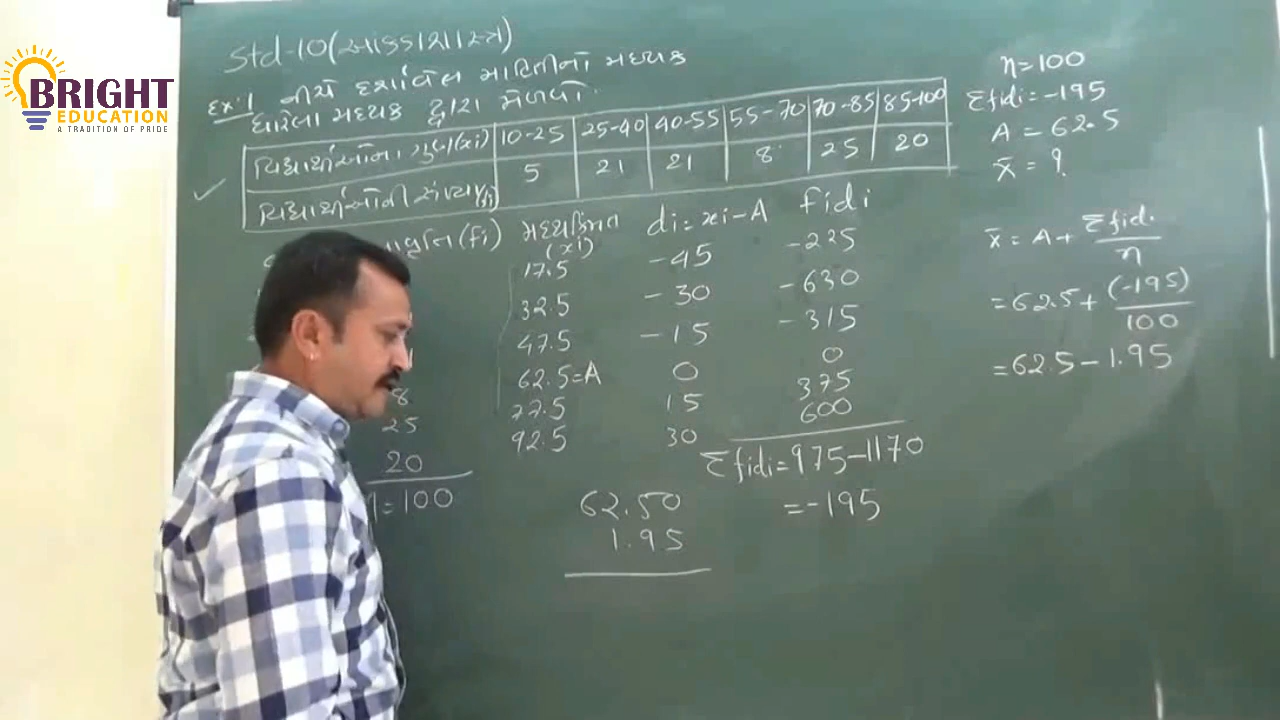 BRIGHT
EDUCATION
A TRADITION OF PRIDE
Std-10 (આંકડાશાસ્ત્ર)
Ex:1 નીચે દર્શાવેલ માહિતીનો મધ્યક
ધારેલા મધ્યક દ્વારા મેળવો.
વિદ્યાર્થીઓના ગુણ(xi) 10-25 25-40 40-55 55-70 70-85 85-100
વિદ્યાર્થીઓની સંખ્યા(fi) 5 21 21 8 25 20
(fi) મધ્યકિંમત (xi) di=xi-A fidi
17.5 -45 -225
32.5 -30 -630
47.5 -15 -315
62.5=A 0 0
8 77.5 15 375
25 92.5 30 600
20
=100
Σfidi=975-1170
=-195
62.50
1.95
n=100
Σfidi=-195
A=62.5
x̄=?
x̄=A+Σfidi/n
=62.5+(-195)/100
=62.5-1.95